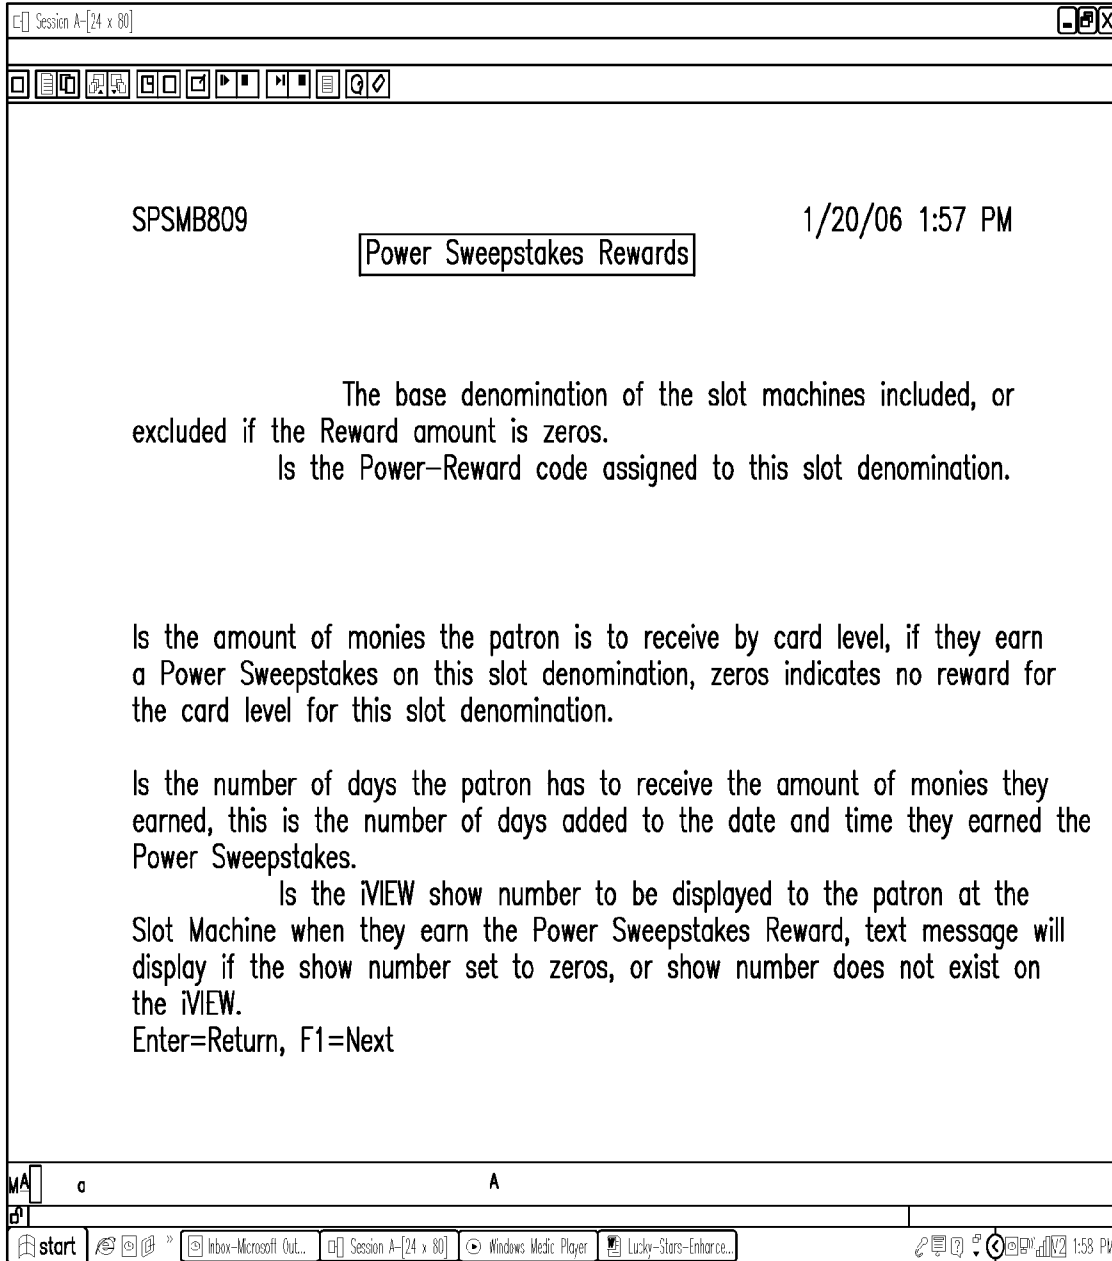 Session A-[24 x 80]
SPSMB809 1/20/06 1:57 PM
Power Sweepstakes Rewards
The base denomination of the slot machines included, or
excluded if the Reward amount is zeros.
Is the Power-Reward code assigned to this slot denomination.
Is the amount of monies the patron is to receive by card level, if they earn
a Power Sweepstakes on this slot denomination, zeros indicates no reward for
the card level for this slot denomination.
Is the number of days the patron has to receive the amount of monies they
earned, this is the number of days added to the date and time they earned the
Power Sweepstakes.
Is the iVIEW show number to be displayed to the patron at the
Slot Machine when they earn the Power Sweepstakes Reward, text message will
display if the show number set to zeros, or show number does not exist on
the iVIEW.
Enter=Return, F1=Next
MA a A
start » Inbox-Microsoft Out... Session A-[24 x 80] Windows Medic Player Lucky-Stars-Enharce... V2 1:58 PM